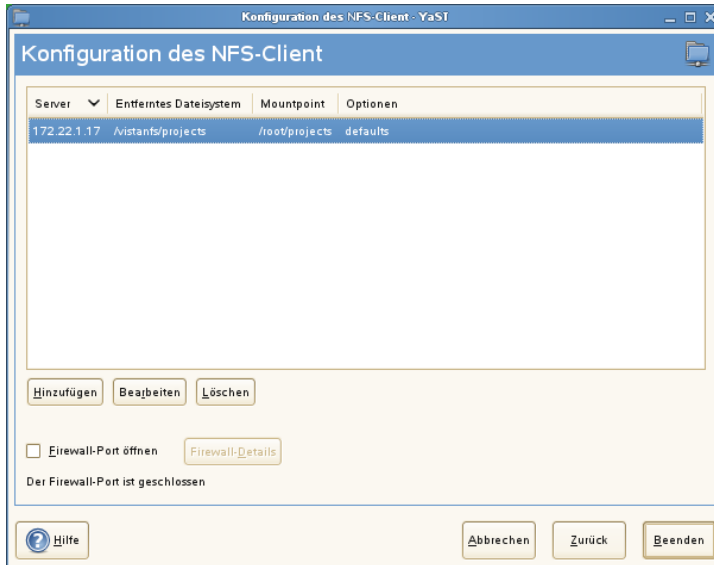 Konfiguration des NFS-Client - YaST
Konfiguration des NFS-Client
Server Entferntes Dateisystem Mountpoint Optionen
172.22.1.17 /vistanfs/projects /root/projects defaults
Hinzufügen Bearbeiten Löschen
Firewall-Port öffnen Firewall-Details
Der Firewall-Port ist geschlossen
Hilfe Abbrechen Zurück Beenden